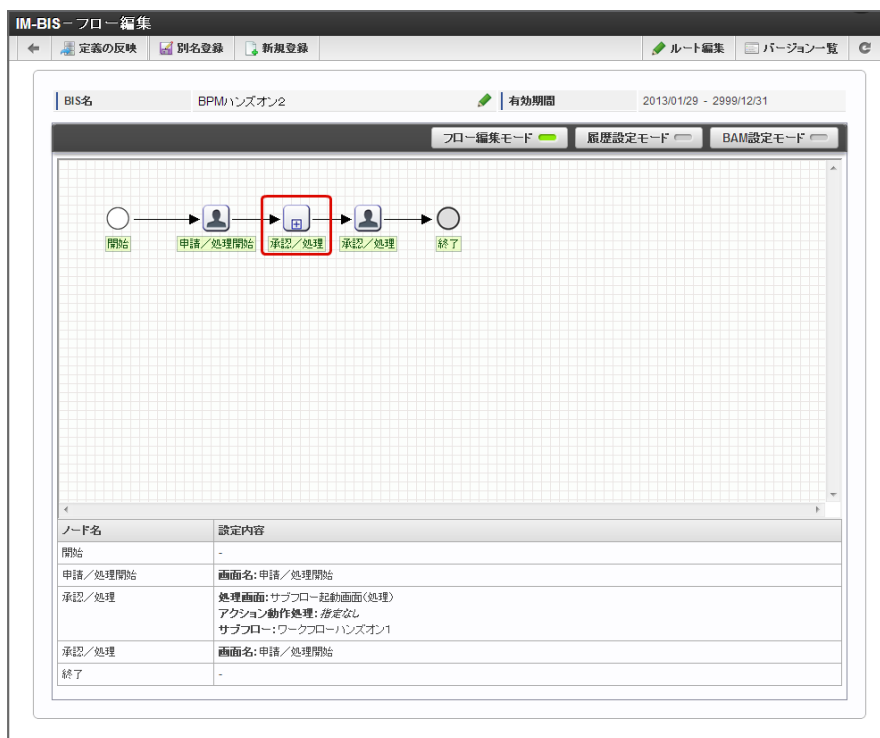 IM-BIS－フロー編集
定義の反映 別名登録 新規登録 ルート編集 バージョン一覧
BIS名 BPMハンズオン2 有効期間 2013/01/29 - 2999/12/31
フロー編集モード 履歴設定モード BAM設定モード
開始 申請／処理開始 承認／処理 承認／処理 終了
ノード名 設定内容
開始 -
申請／処理開始 画面名：申請／処理開始
承認／処理 処理画面：サブフロー起動画面（処理）
アクション動作処理：指定なし
サブフロー：ワークフローハンズオン1
承認／処理 画面名：申請／処理開始
終了 -